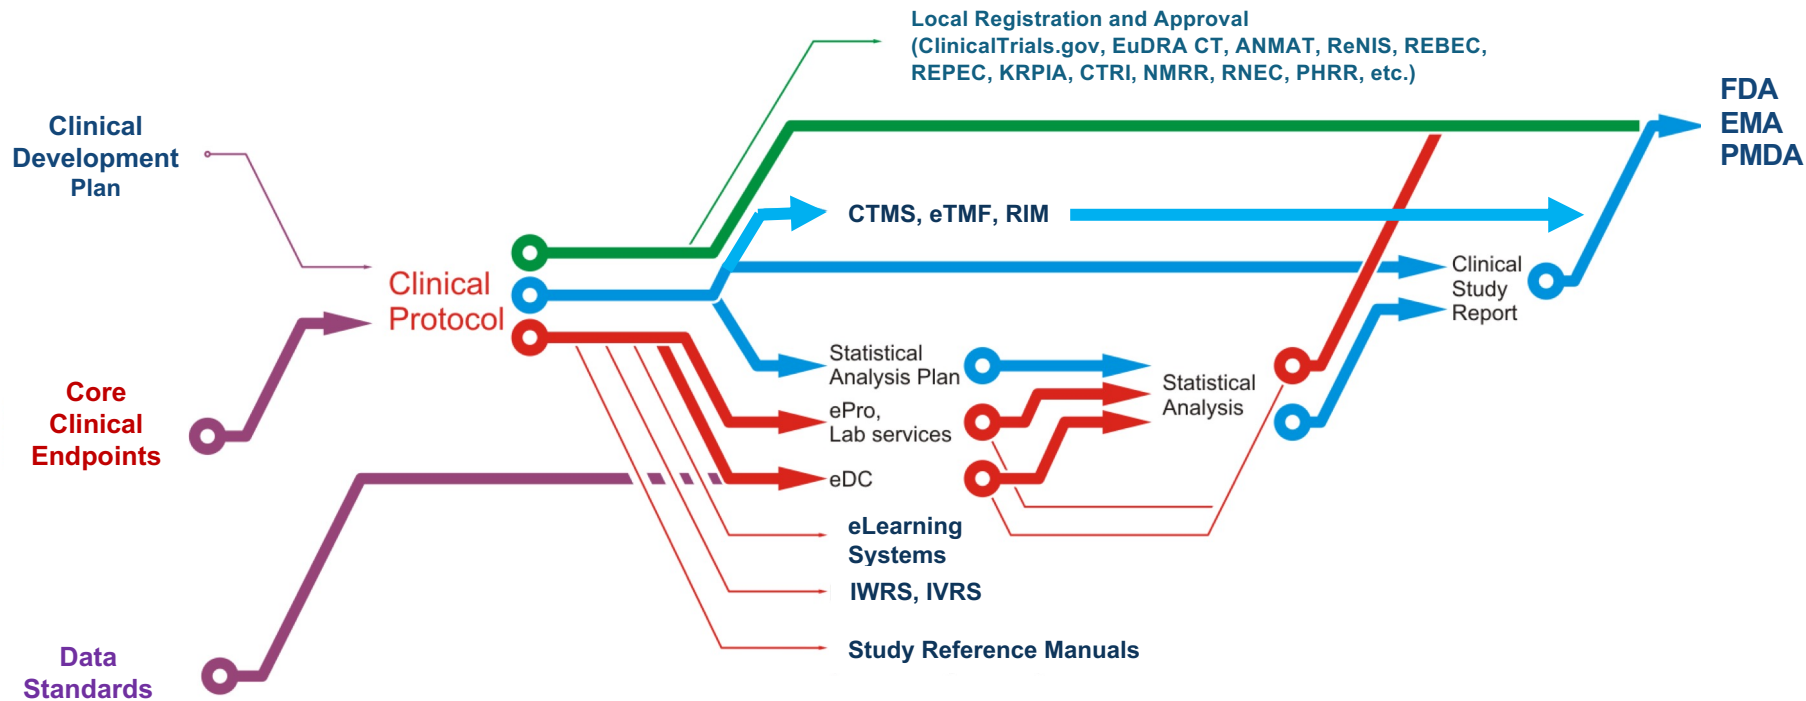 Local Registration and Approval
(ClinicalTrials.gov, EuDRA CT, ANMAT, ReNIS, REBEC,
REPEC, KRPIA, CTRI, NMRR, RNEC, PHRR, etc.)
FDA
EMA
PMDA
Clinical
Development
Plan
CTMS, eTMF, RIM
Clinical
Protocol
Clinical
Study
Report
Statistical
Analysis Plan
Statistical
Analysis
ePro,
Lab services
eDC
Core
Clinical
Endpoints
eLearning
Systems
IWRS, IVRS
Study Reference Manuals
Data
Standards